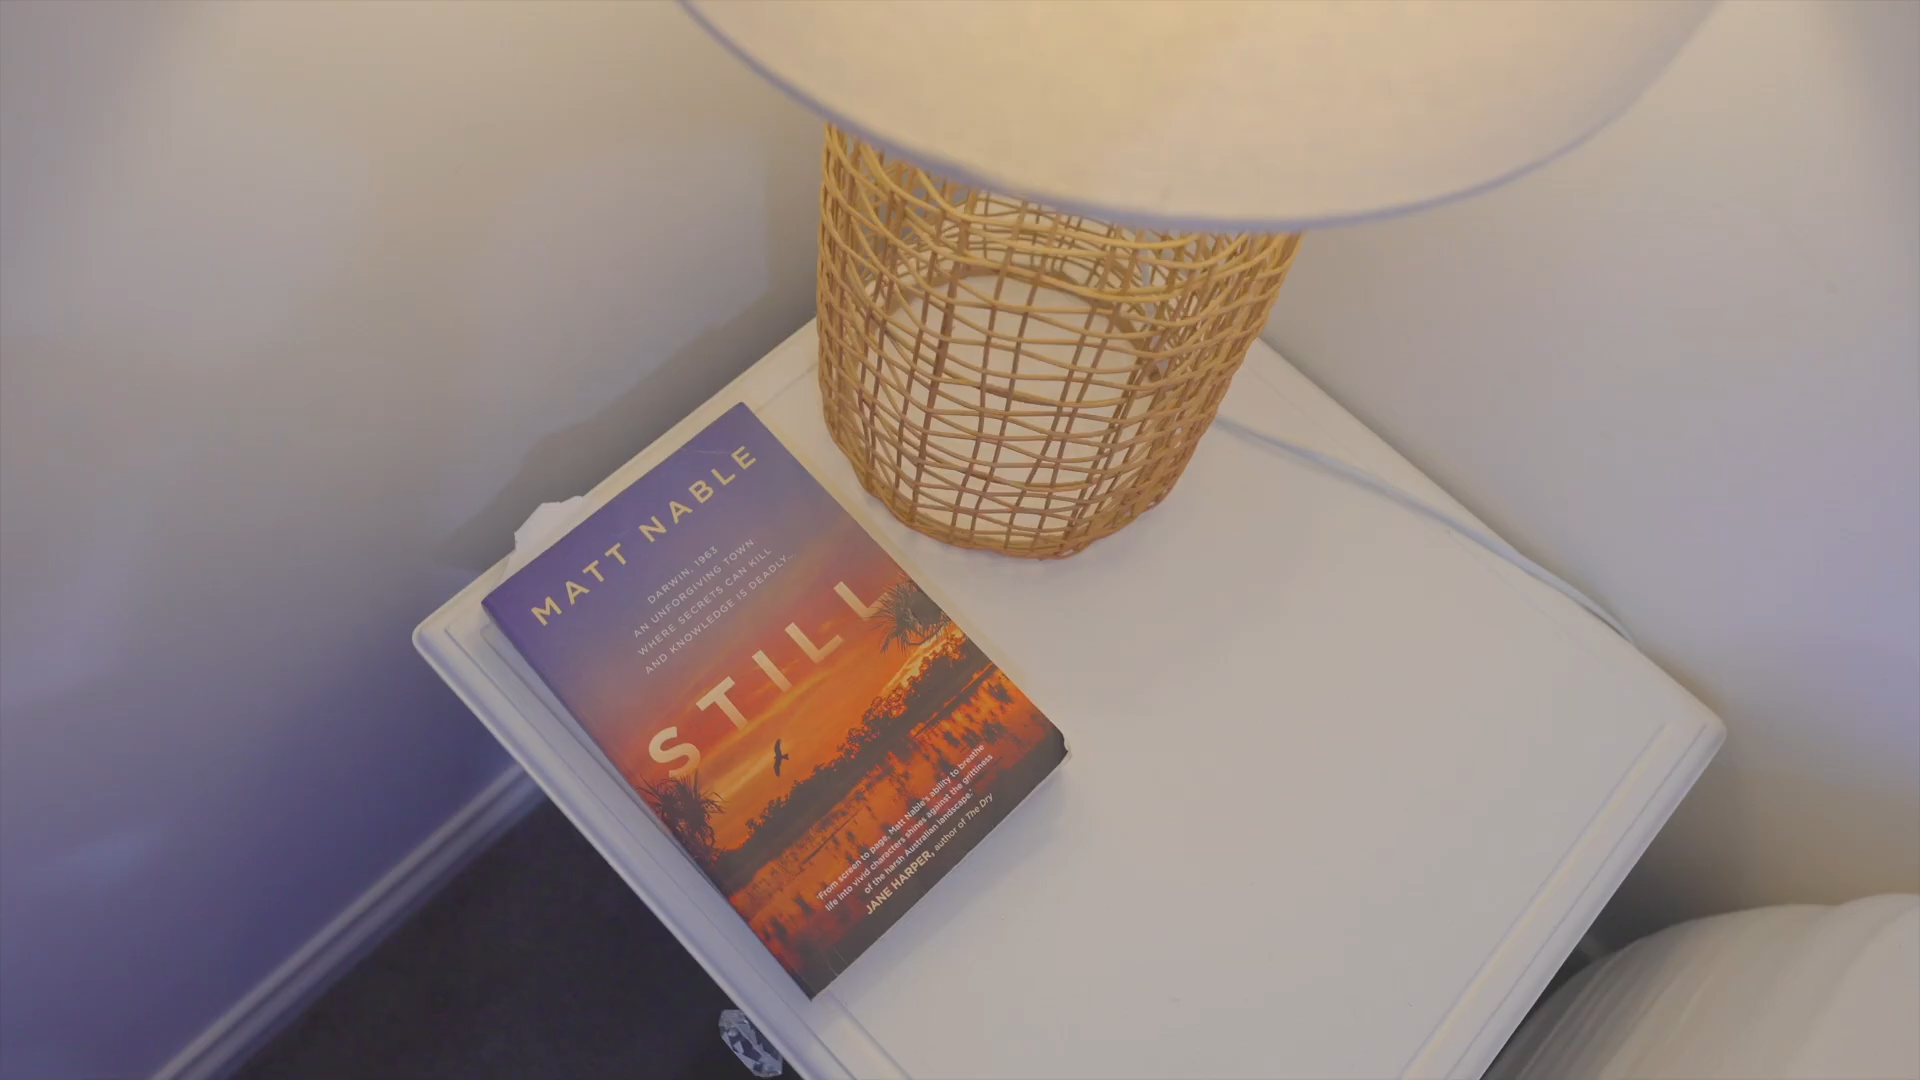 MATT NABLE
DARWIN, 1963
AN UNFORGIVING TOWN
WHERE SECRETS CAN KILL
AND KNOWLEDGE IS DEADLY...
STILL
'From screen to page, Matt Nable's ability to breathe
life into vivid characters shines against the grittiness
of the harsh Australian landscape.'
JANE HARPER, author of The Dry